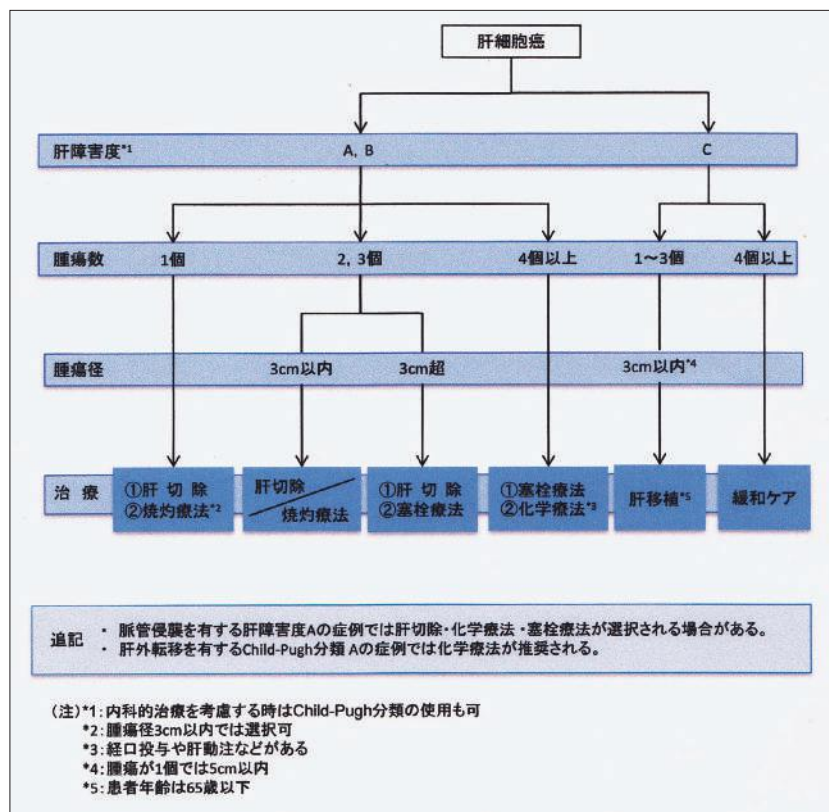 肝細胞癌
肝障害度*1 A, B C
腫瘍数 1個 2, 3個 4個以上 1〜3個 4個以上
腫瘍径 3cm以内 3cm超 3cm以内*4
治 療
①肝 切 除
②焼灼療法*2
肝切除
焼灼療法
①肝 切 除
②塞栓療法
①塞栓療法
②化学療法*3
肝移植*5
緩和ケア
追記
・ 脈管侵襲を有する肝障害度Aの症例では肝切除・化学療法・塞栓療法が選択される場合がある。
・ 肝外転移を有するChild-Pugh分類 Aの症例では化学療法が推奨される。
(注)*1:内科的治療を考慮する時はChild-Pugh分類の使用も可
*2:腫瘍径3cm以内では選択可
*3:経口投与や肝動注などがある
*4:腫瘍が1個では5cm以内
*5:患者年齢は65歳以下